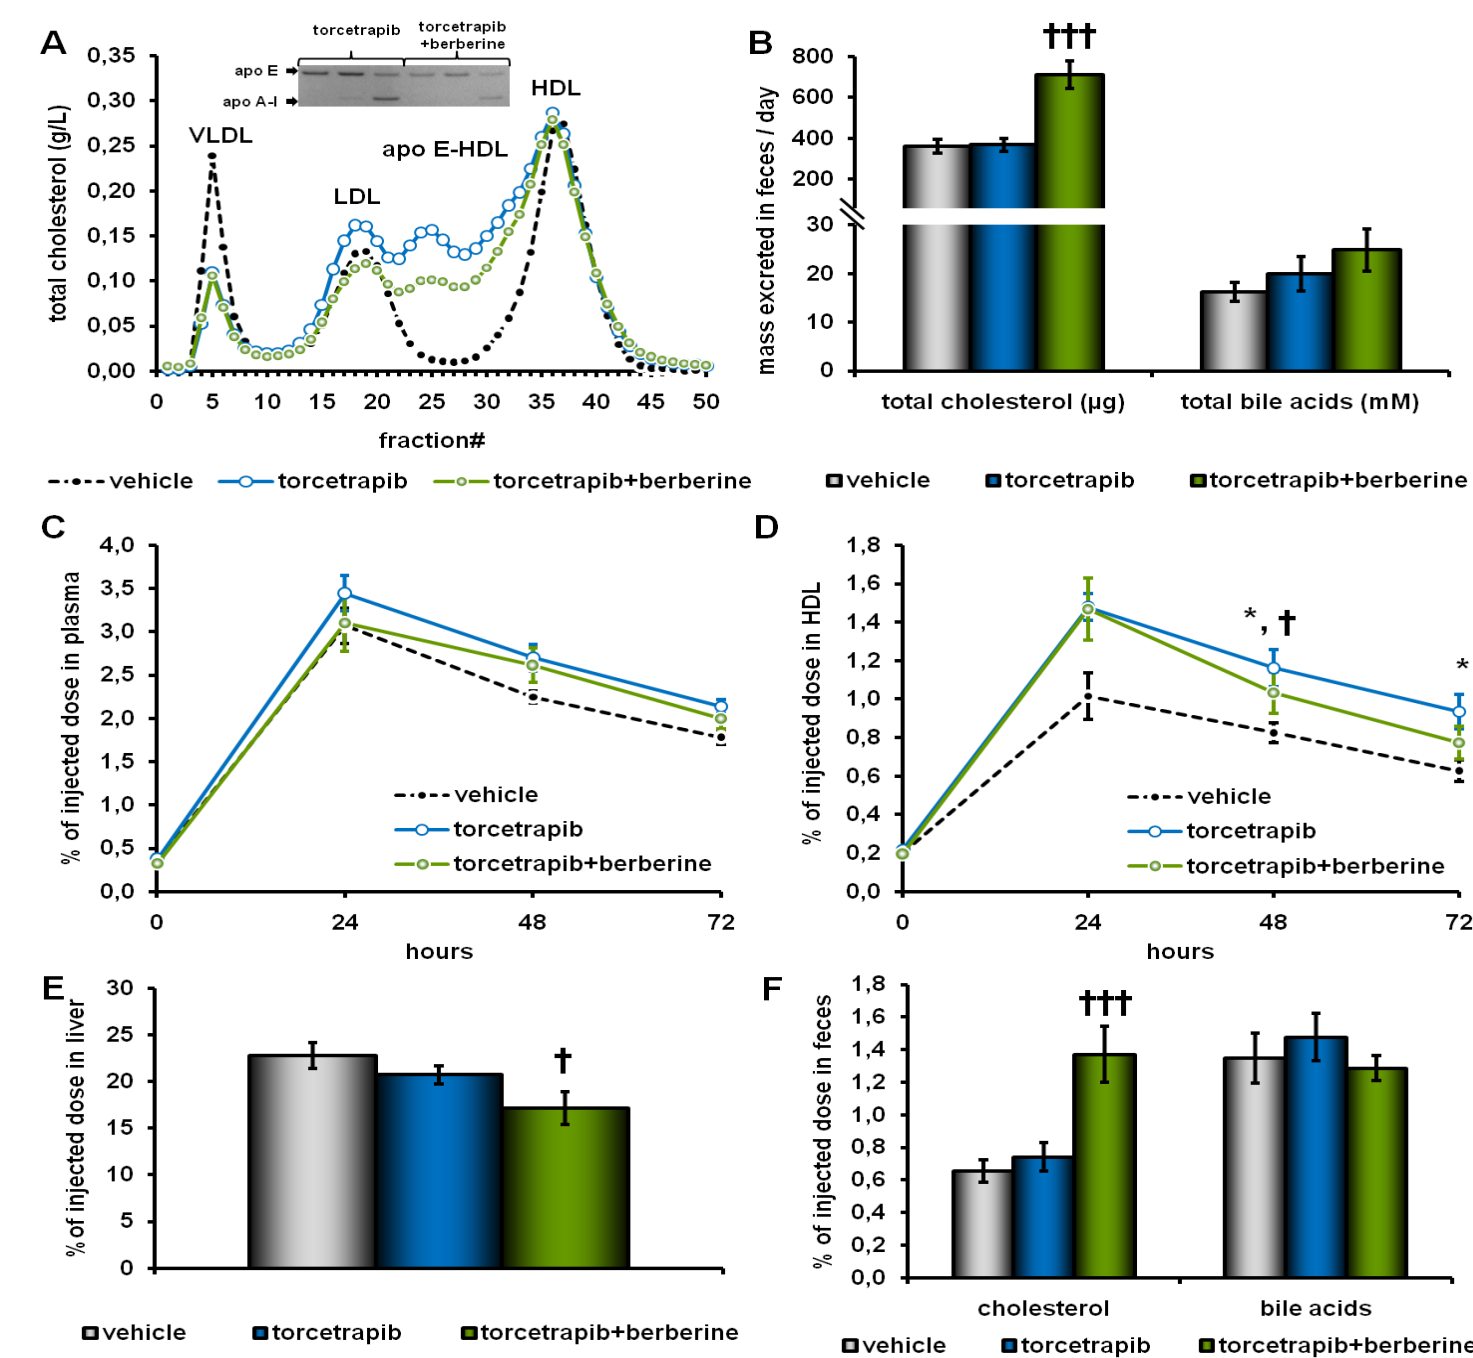 A
torcetrapib
torcetrapib
+berberine
apo E
apo A-I
VLDL
LDL
apo E-HDL
HDL
total cholesterol (g/L)
0,35
0,30
0,25
0,20
0,15
0,10
0,05
0,00
0 5 10 15 20 25 30 35 40 45 50
fraction#
vehicle torcetrapib torcetrapib+berberine
B
†††
mass excreted in feces / day
800
600
400
200
30
20
10
0
total cholesterol (µg) total bile acids (mM)
vehicle torcetrapib torcetrapib+berberine
C
% of injected dose in plasma
4,0
3,5
3,0
2,5
2,0
1,5
1,0
0,5
0,0
vehicle
torcetrapib
torcetrapib+berberine
0 24 48 72
hours
D
% of injected dose in HDL
1,8
1,6
1,4
1,2
1,0
0,8
0,6
0,4
0,2
0,0
*, †
*
vehicle
torcetrapib
torcetrapib+berberine
0 24 48 72
hours
E
% of injected dose in liver
30
25
20
15
10
5
0
†
vehicle torcetrapib torcetrapib+berberine
F
% of injected dose in feces
1,8
1,6
1,4
1,2
1,0
0,8
0,6
0,4
0,2
0,0
†††
cholesterol bile acids
vehicle torcetrapib torcetrapib+berberine